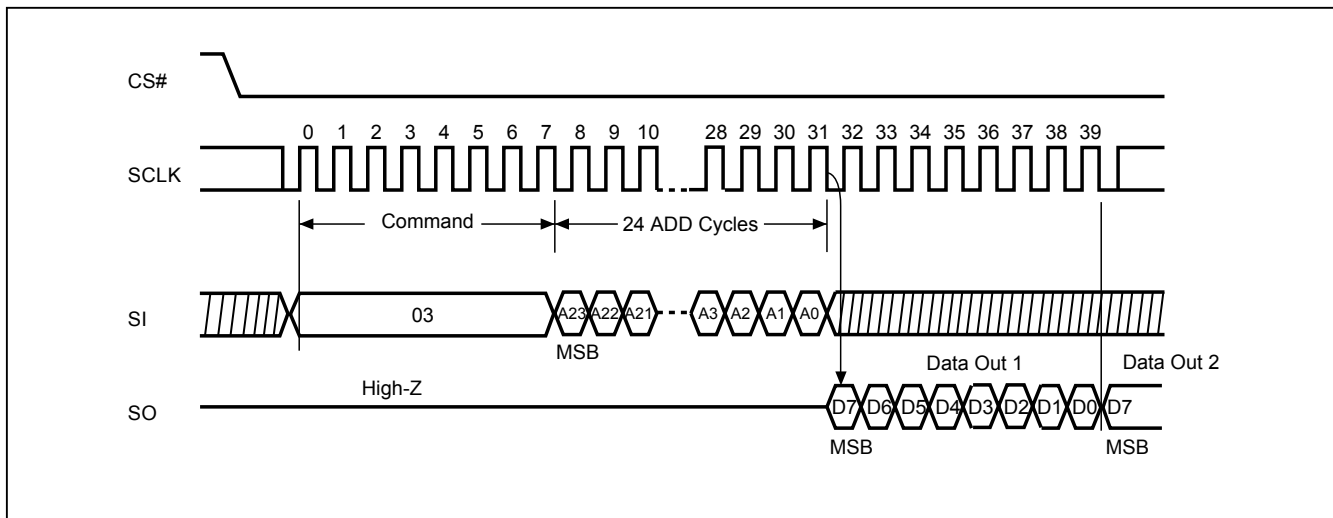 CS#
0 1 2 3 4 5 6 7 8 9 10 28 29 30 31 32 33 34 35 36 37 38 39
SCLK
Command 24 ADD Cycles
SI 03 A23 A22 A21 A3 A2 A1 A0
MSB
Data Out 1 Data Out 2
High-Z
SO D7 D6 D5 D4 D3 D2 D1 D0 D7
MSB MSB